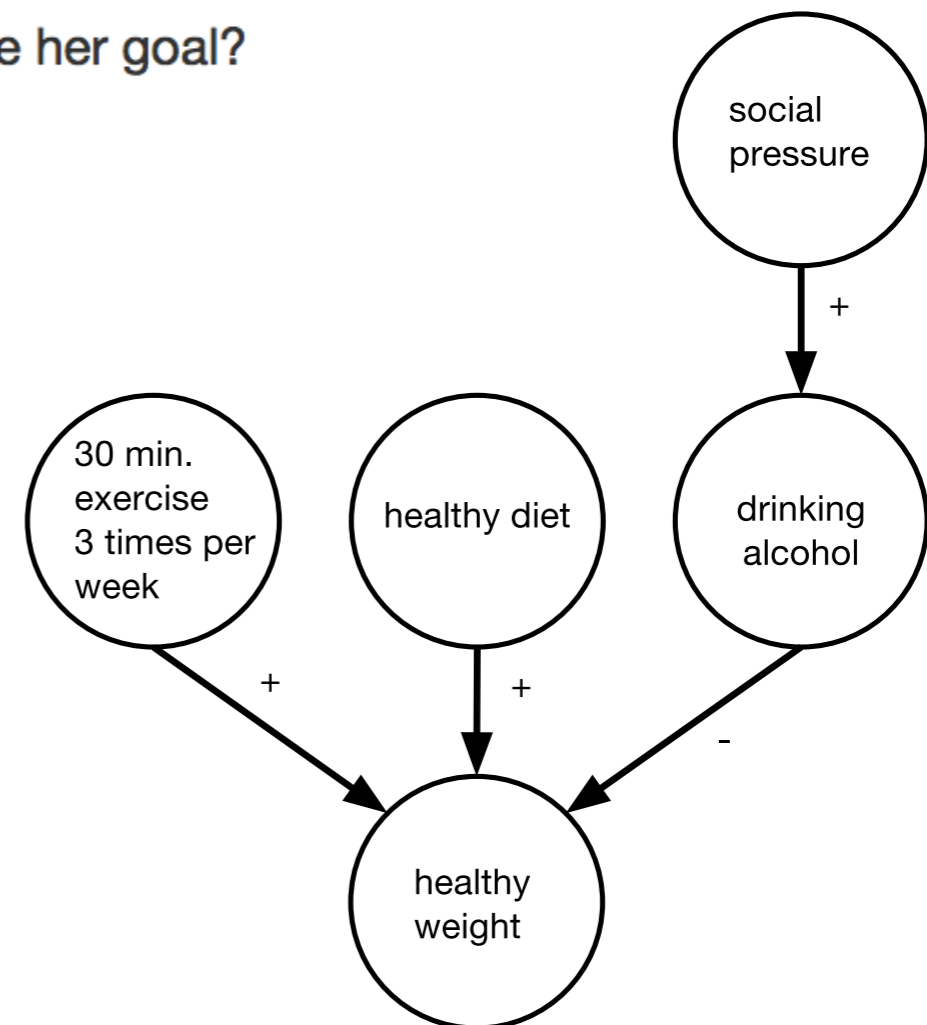 e her goal?
social
pressure
+
30 min.
exercise
3 times per
week
healthy diet
drinking
alcohol
+
+
-
healthy
weight